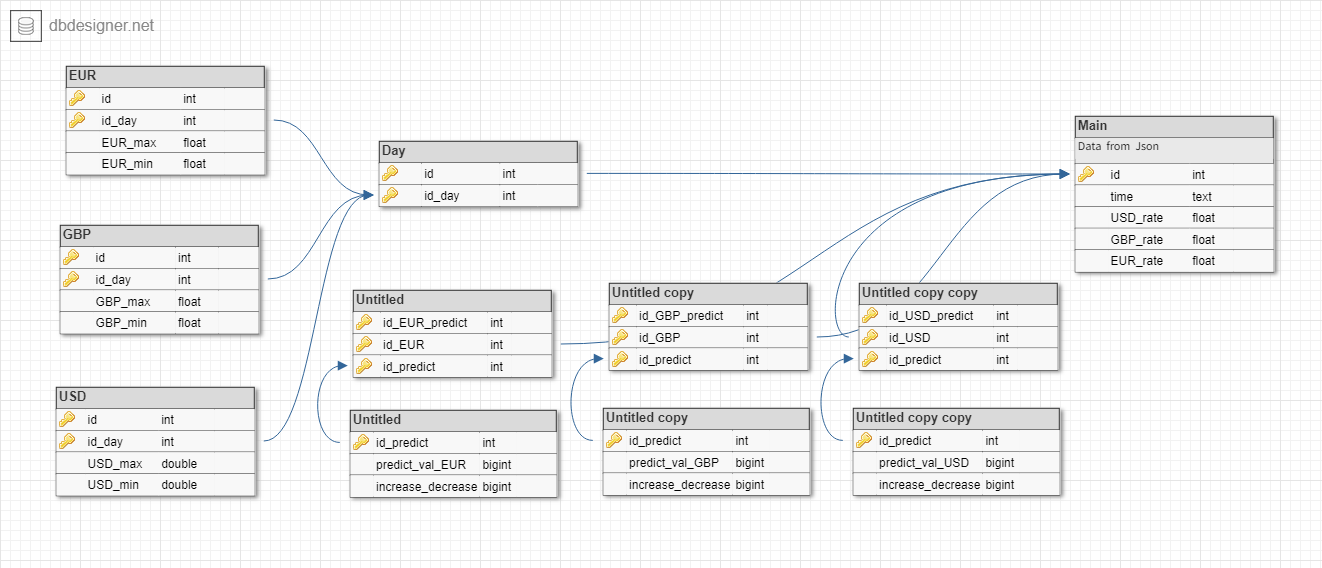 dbdesigner.net
EUR
id int
id_day int
EUR_max float
EUR_min float
Day
id int
id_day int
Main
Data from Json
id int
time text
USD_rate float
GBP_rate float
EUR_rate float
GBP
id int
id_day int
GBP_max float
GBP_min float
Untitled
id_EUR_predict int
id_EUR int
id_predict int
Untitled copy
id_GBP_predict int
id_GBP int
id_predict int
Untitled copy copy
id_USD_predict int
id_USD int
id_predict int
USD
id int
id_day int
USD_max double
USD_min double
Untitled
id_predict int
predict_val_EUR bigint
increase_decrease bigint
Untitled copy
id_predict int
predict_val_GBP bigint
increase_decrease bigint
Untitled copy copy
id_predict int
predict_val_USD bigint
increase_decrease bigint